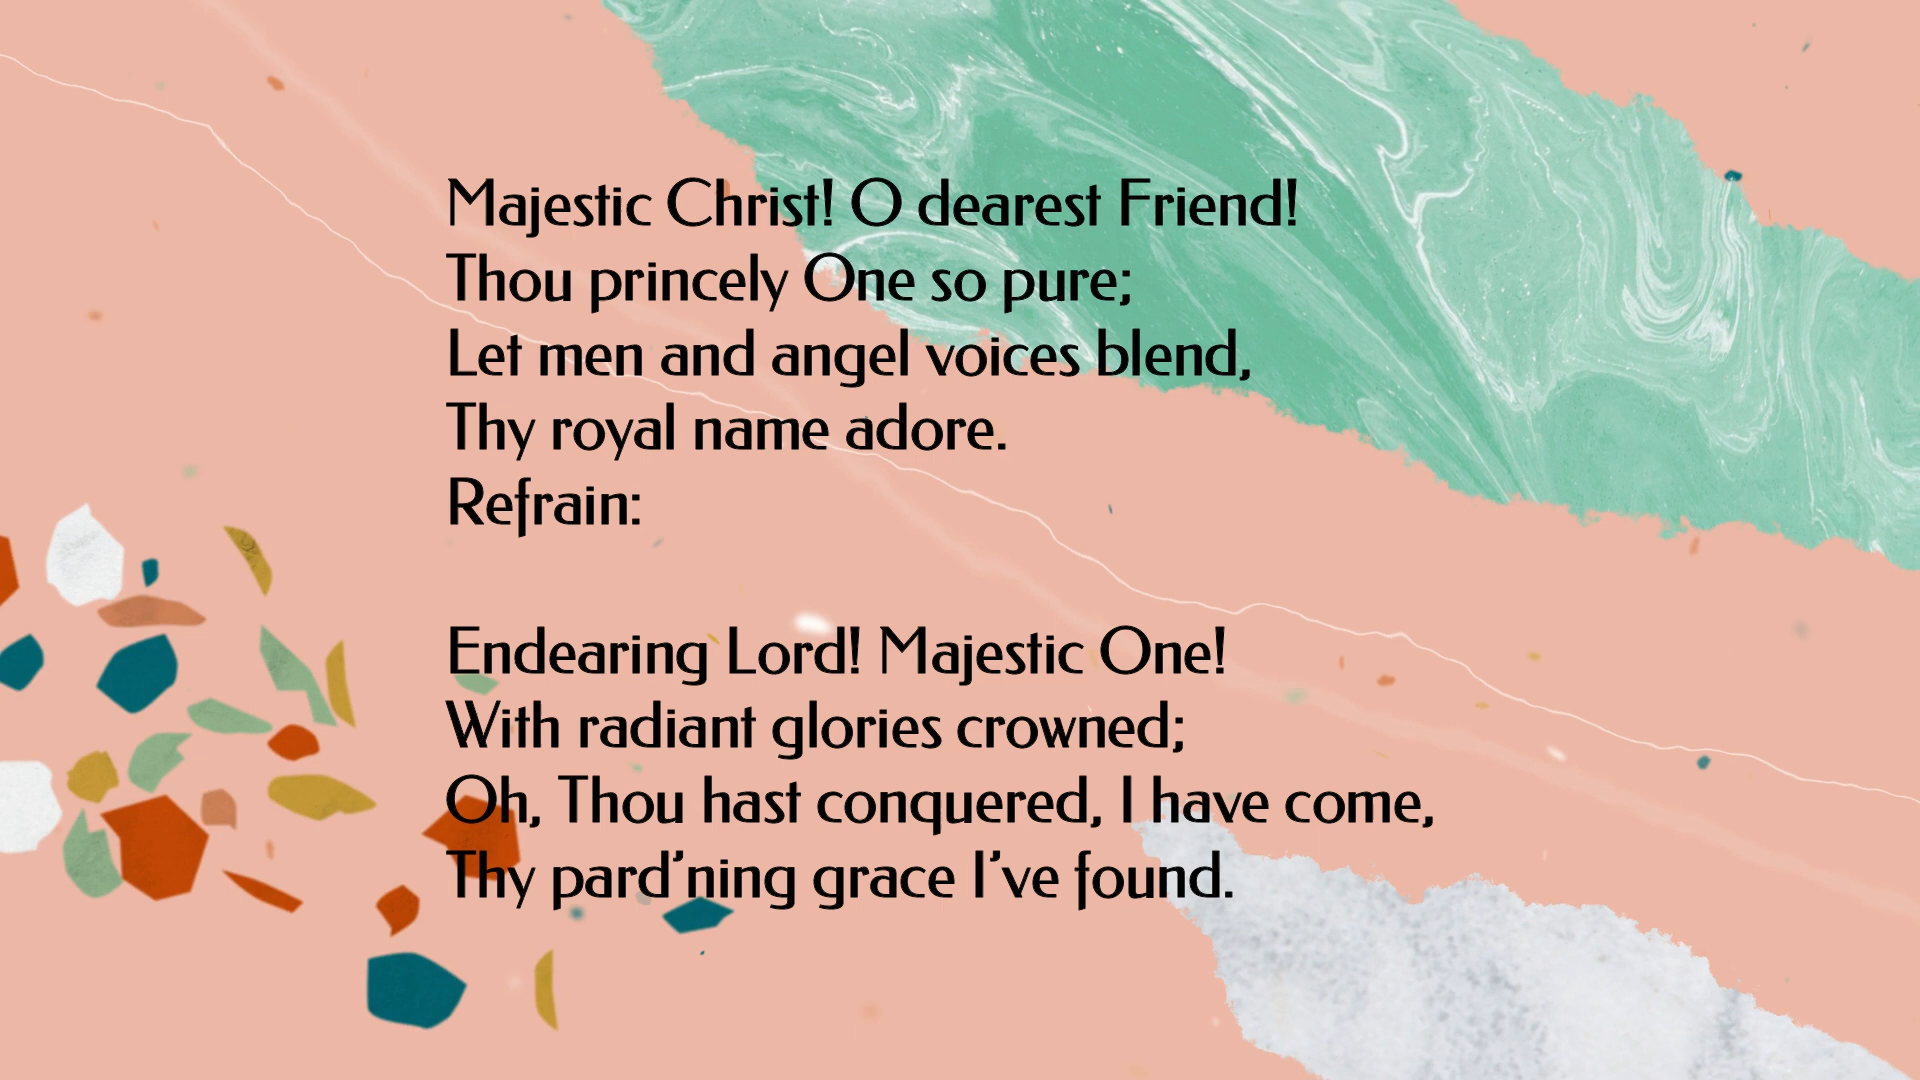 Majestic Christ! O dearest Friend!
Thou princely One so pure;
Let men and angel voices blend,
Thy royal name adore.
Refrain:
Endearing Lord! Majestic One!
With radiant glories crowned;
Oh, Thou hast conquered, I have come,
Thy pard’ning grace I’ve found.